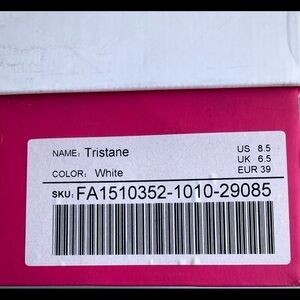 NAME: Tristane
US 8.5
UK 6.5
COLOR: White
EUR 39
SKU: FA1510352-1010-29085